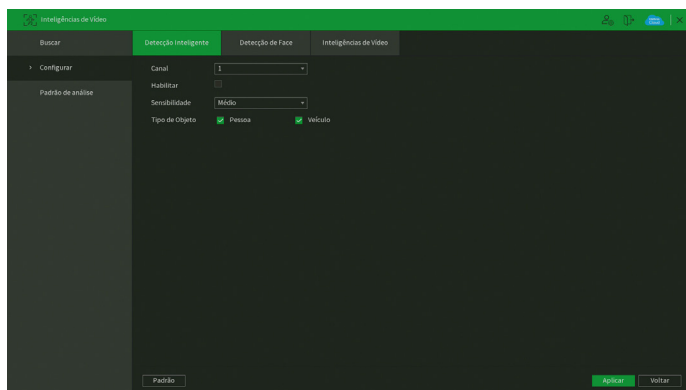 Inteligências de Vídeo
Buscar
Detecção Inteligente
Detecção de Face
Inteligências de Vídeo
> Configurar
Padrão de análise
Canal
1
Habilitar
Sensibilidade
Médio
Tipo de Objeto
Pessoa
Veículo
Padrão
Aplicar
Voltar